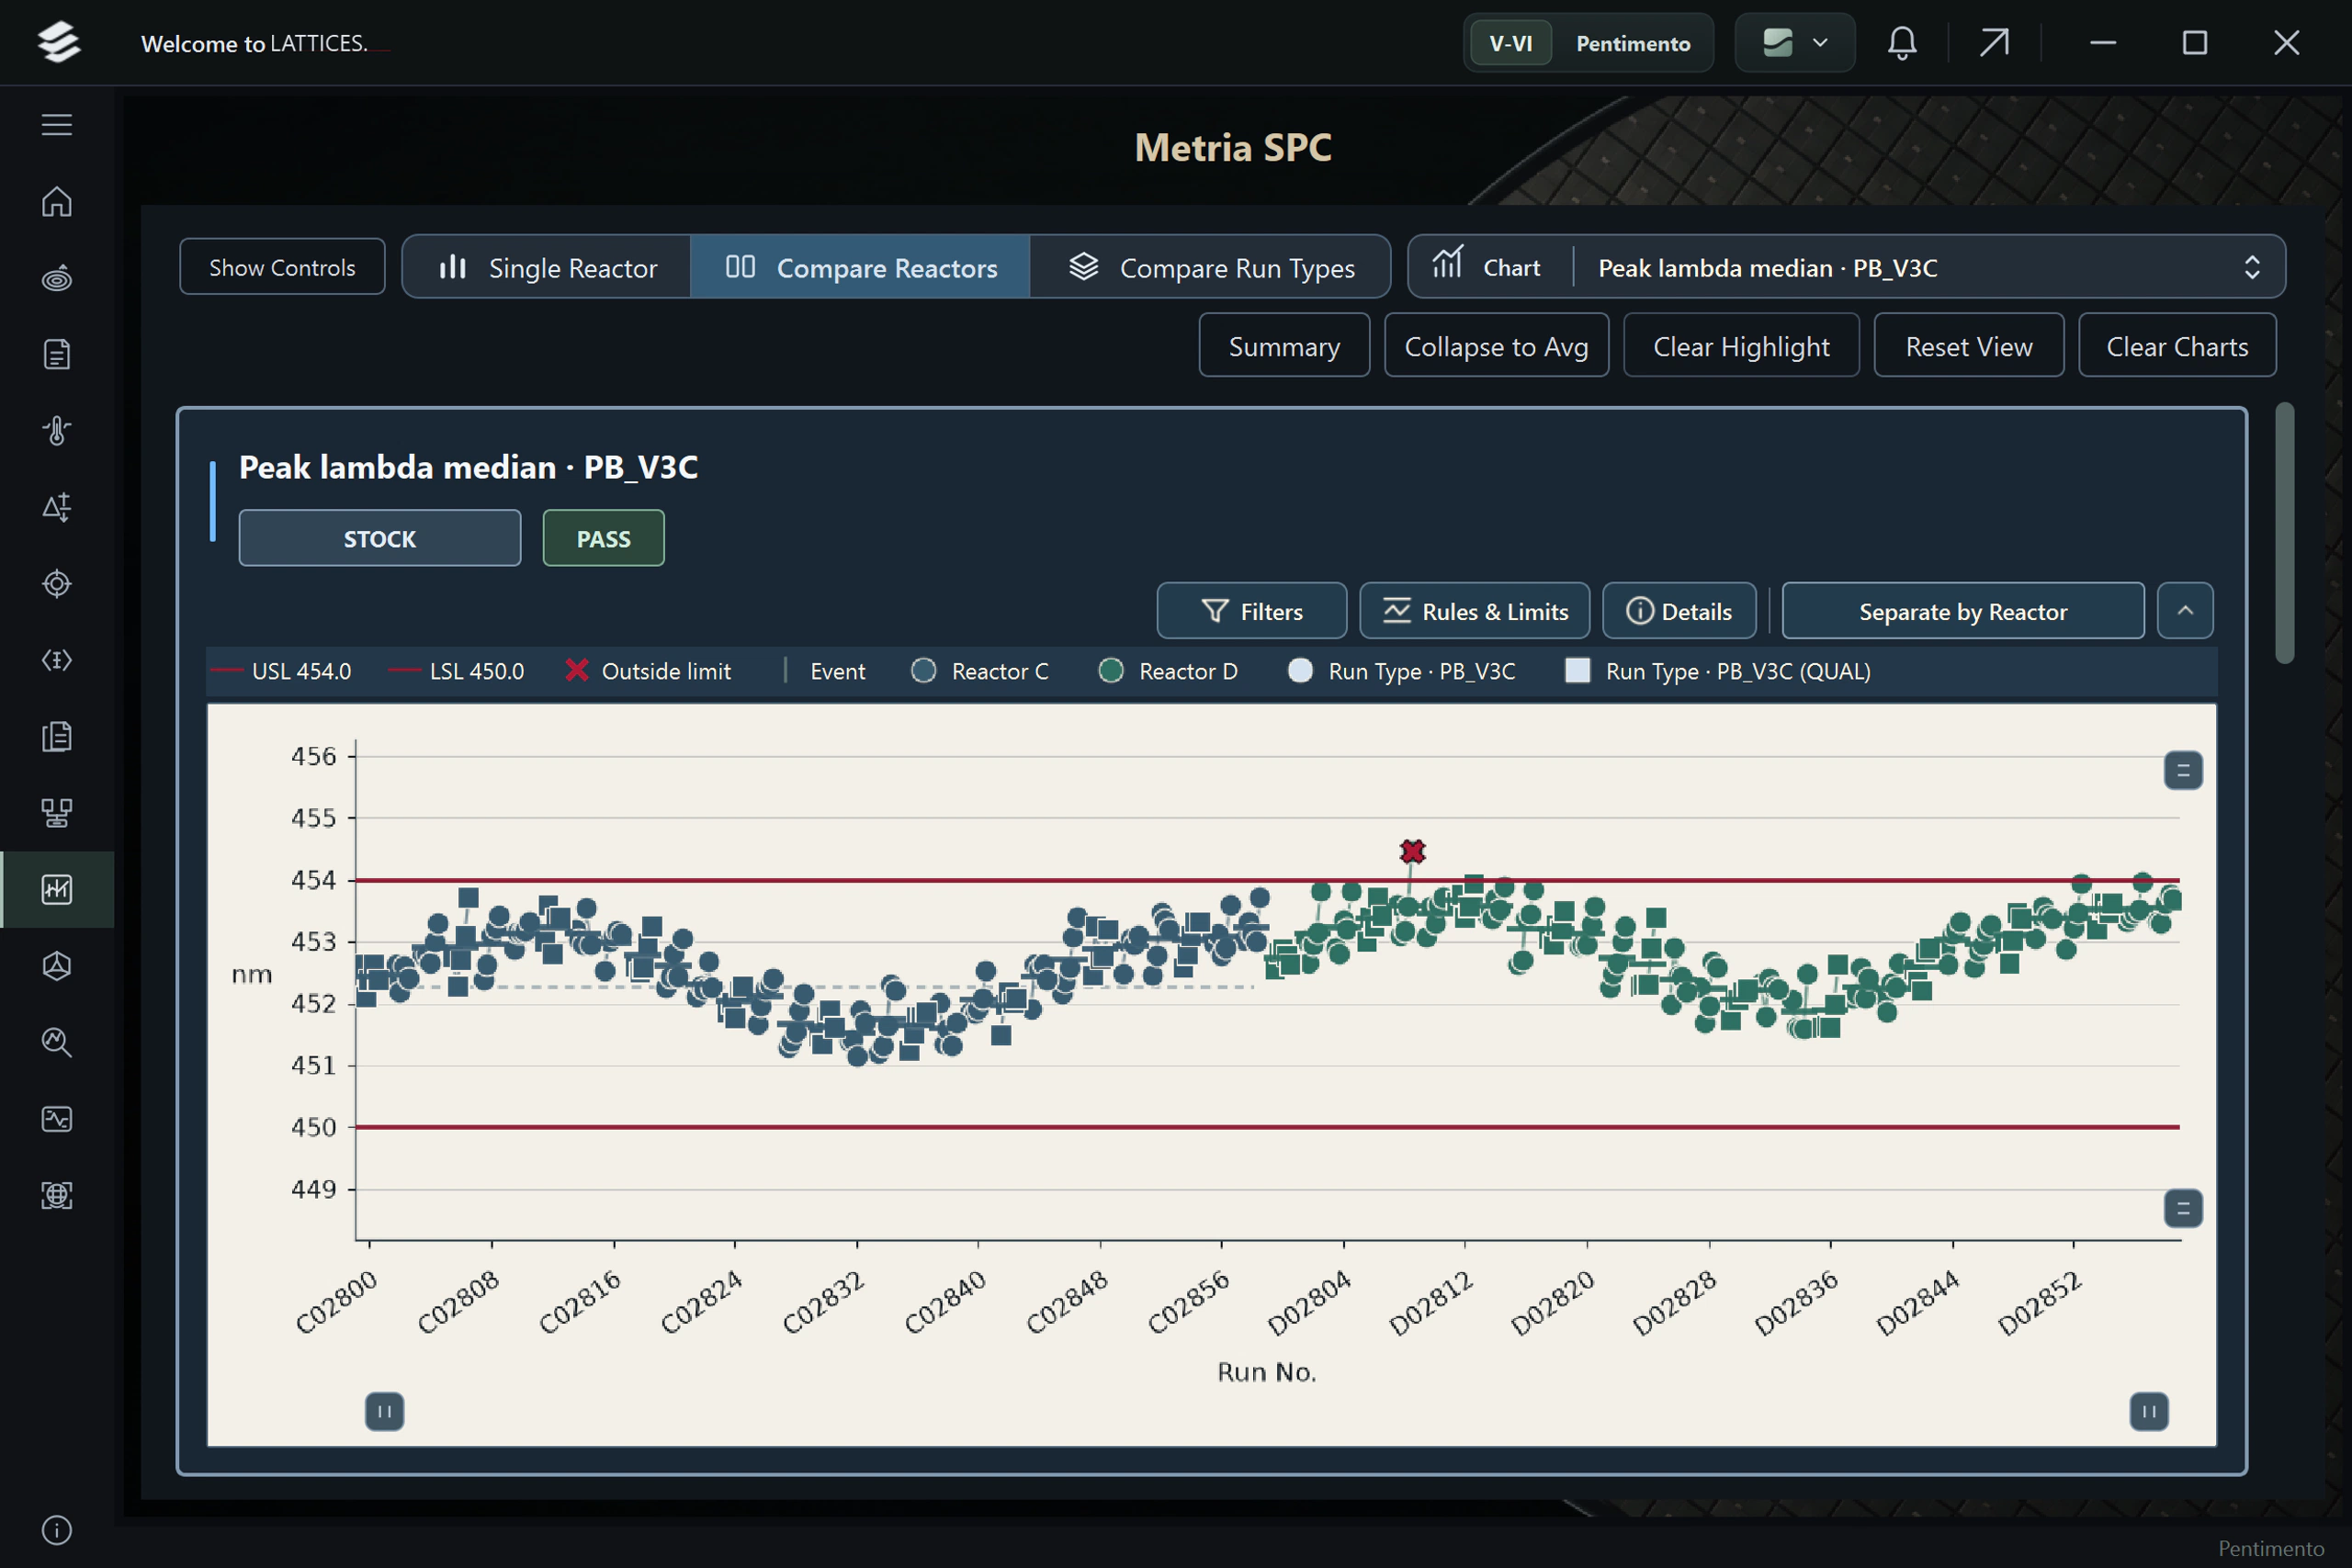 Welcome to LATTICES.
V-VI Pentimento
Metria SPC
Show Controls Single Reactor Compare Reactors Compare Run Types Chart Peak lambda median · PB_V3C
Summary Collapse to Avg Clear Highlight Reset View Clear Charts
Peak lambda median · PB_V3C
STOCK PASS
Filters Rules & Limits Details Separate by Reactor
USL 454.0 LSL 450.0 Outside limit Event Reactor C Reactor D Run Type · PB_V3C Run Type · PB_V3C (QUAL)
456
455
454
453
nm
452
451
450
449
C02800 C02808 C02816 C02824 C02832 C02840 C02848 C02856 D02804 D02812 D02820 D02828 D02836 D02844 D02852
Run No.
Pentimento